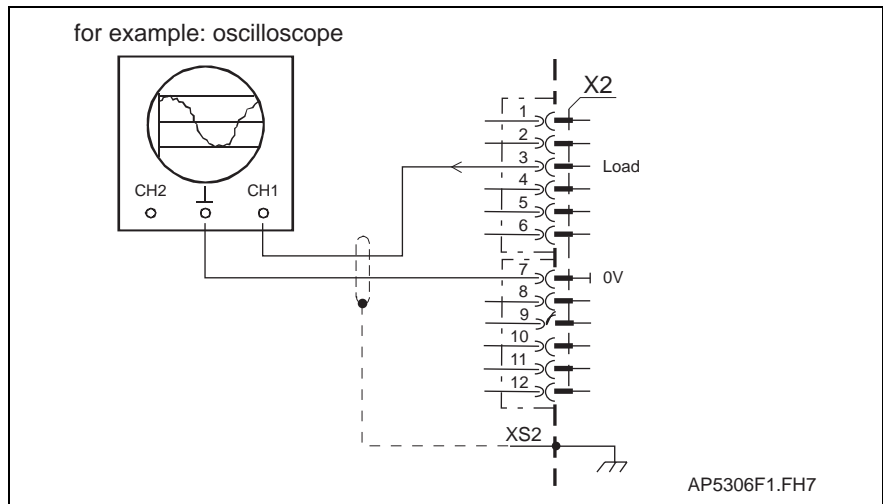 for example: oscilloscope
X2
1
2
3 Load
4
5
6
CH2 CH1
7 0V
8
9
10
11
12
XS2
AP5306F1.FH7